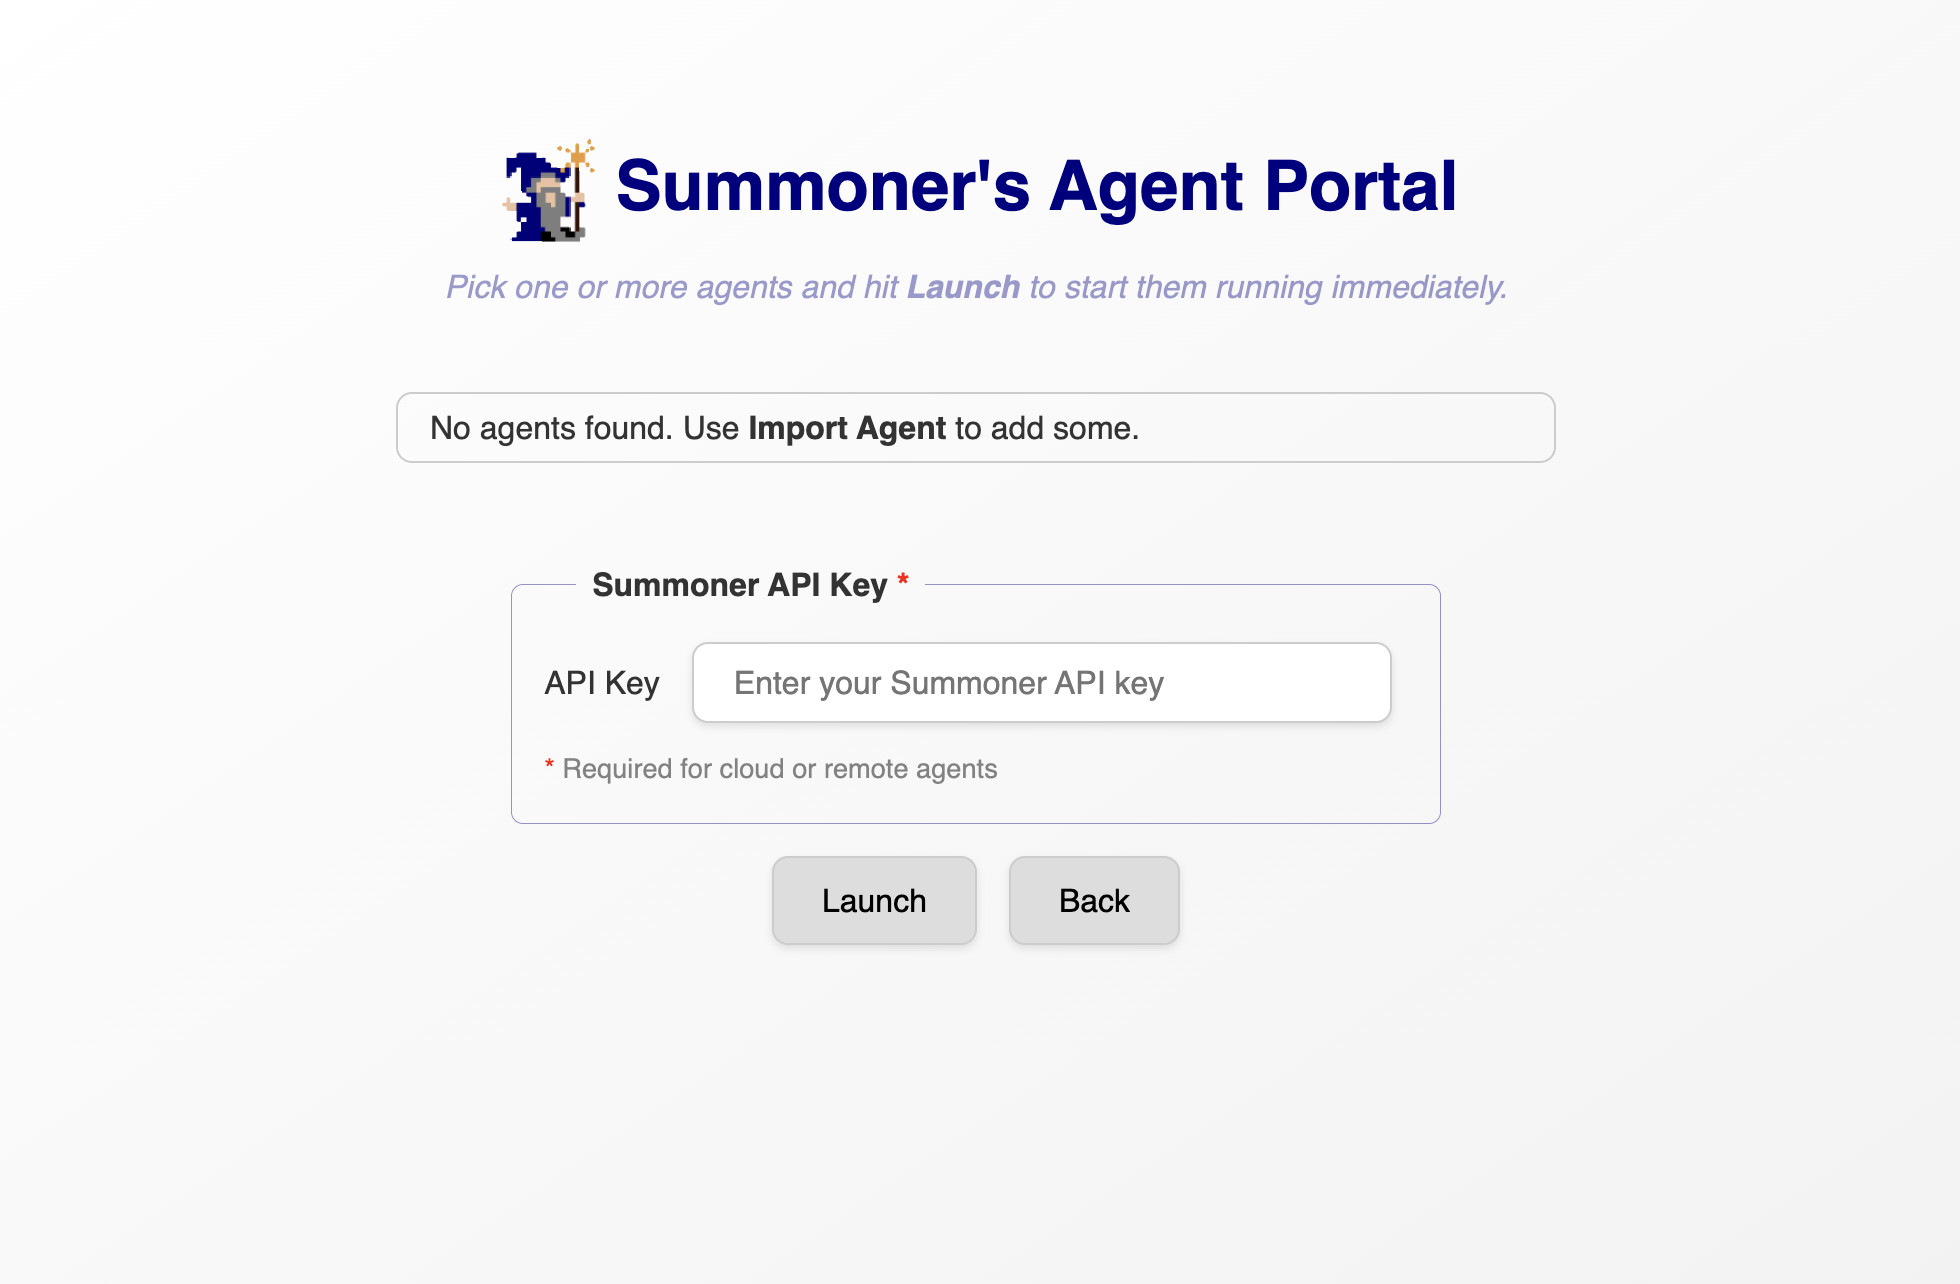 Summoner's Agent Portal
Pick one or more agents and hit Launch to start them running immediately.
No agents found. Use Import Agent to add some.
Summoner API Key *
API Key
Enter your Summoner API key
* Required for cloud or remote agents
Launch
Back